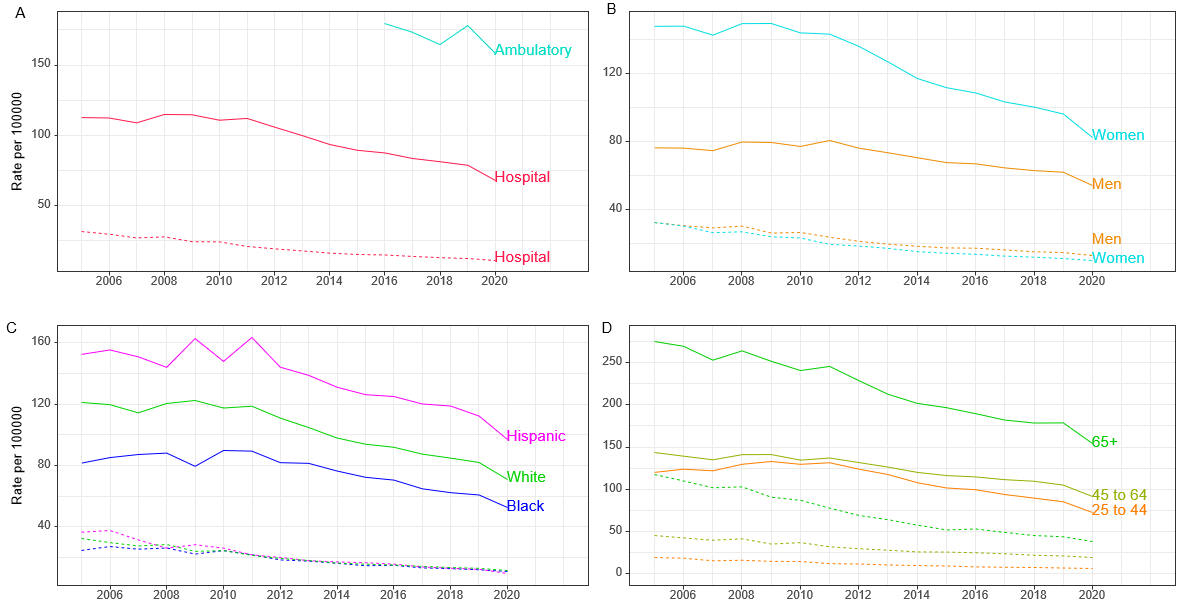 A
Rate per 100000
150
100
50
Ambulatory
Hospital
Hospital
2006 2008 2010 2012 2014 2016 2018 2020
B
120
80
40
Women
Men
Men
Women
2006 2008 2010 2012 2014 2016 2018 2020
C
Rate per 100000
160
120
80
40
Hispanic
White
Black
2006 2008 2010 2012 2014 2016 2018 2020
D
250
200
150
100
50
0
65+
45 to 64
25 to 44
2006 2008 2010 2012 2014 2016 2018 2020